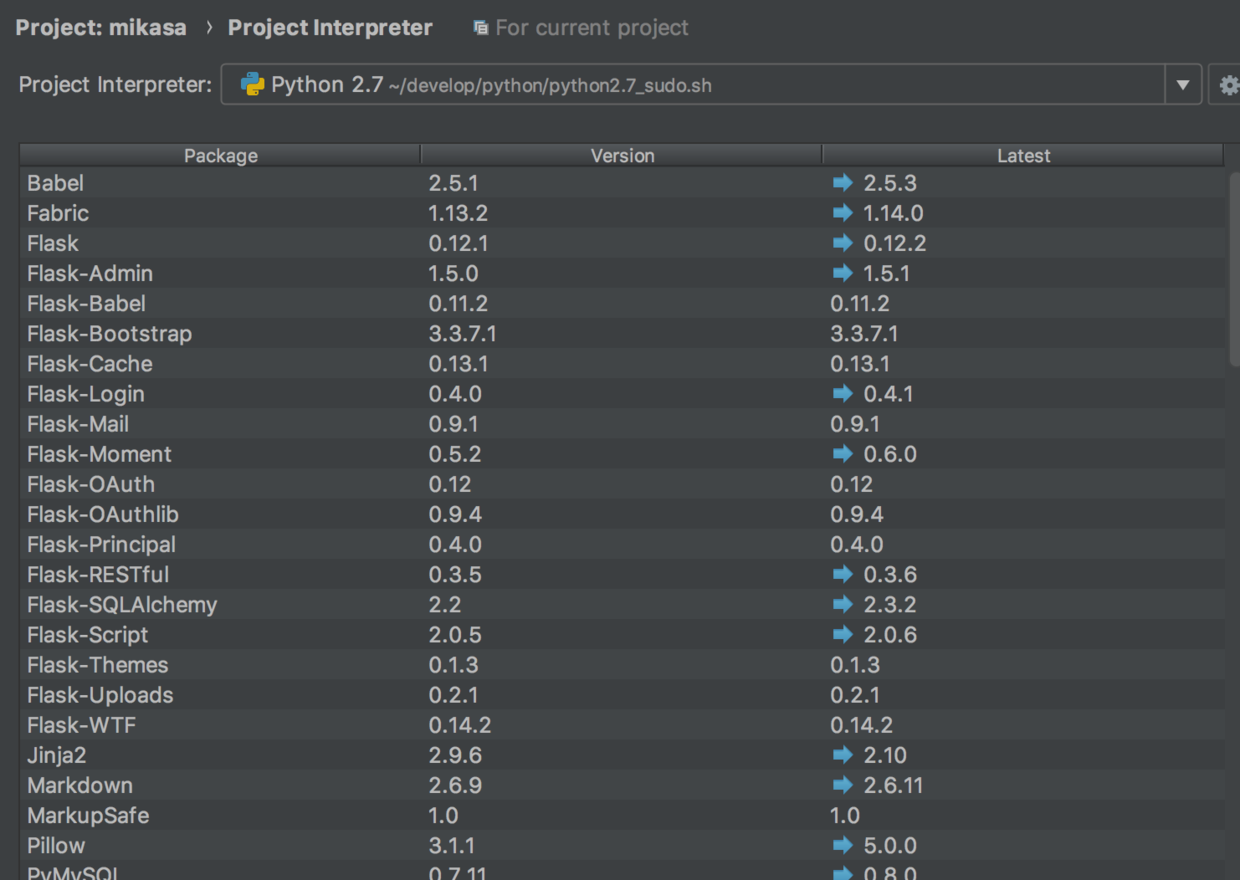 Project: mikasa › Project Interpreter For current project
Project Interpreter: Python 2.7 ~/develop/python/python2.7_sudo.sh
Package Version Latest
Babel 2.5.1 2.5.3
Fabric 1.13.2 1.14.0
Flask 0.12.1 0.12.2
Flask-Admin 1.5.0 1.5.1
Flask-Babel 0.11.2 0.11.2
Flask-Bootstrap 3.3.7.1 3.3.7.1
Flask-Cache 0.13.1 0.13.1
Flask-Login 0.4.0 0.4.1
Flask-Mail 0.9.1 0.9.1
Flask-Moment 0.5.2 0.6.0
Flask-OAuth 0.12 0.12
Flask-OAuthlib 0.9.4 0.9.4
Flask-Principal 0.4.0 0.4.0
Flask-RESTful 0.3.5 0.3.6
Flask-SQLAlchemy 2.2 2.3.2
Flask-Script 2.0.5 2.0.6
Flask-Themes 0.1.3 0.1.3
Flask-Uploads 0.2.1 0.2.1
Flask-WTF 0.14.2 0.14.2
Jinja2 2.9.6 2.10
Markdown 2.6.9 2.6.11
MarkupSafe 1.0 1.0
Pillow 3.1.1 5.0.0
PyMySQL 0.7.11 0.8.0